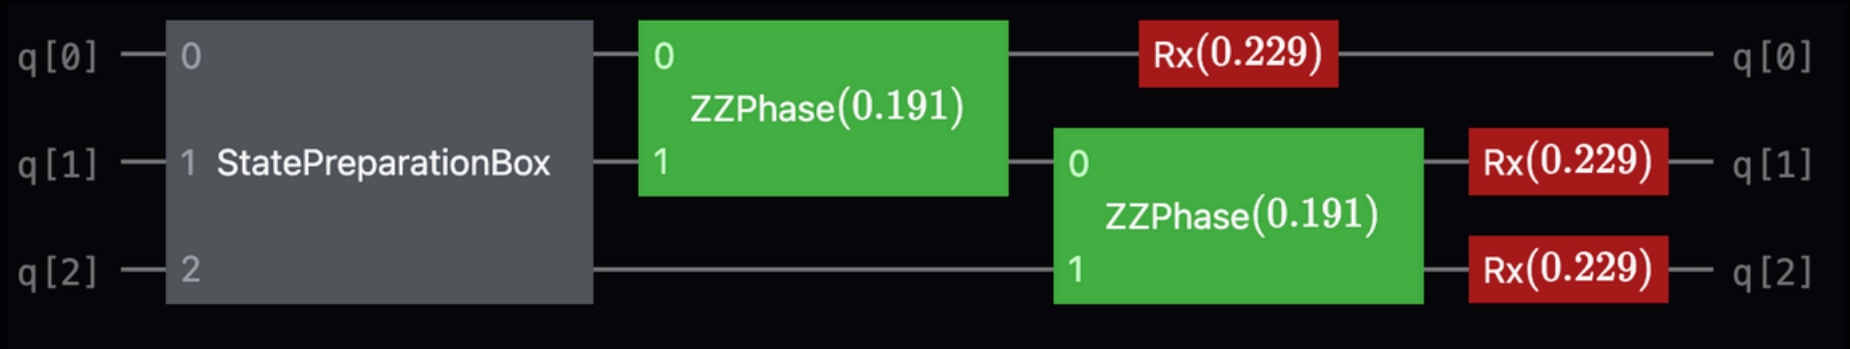 q[0] 0 0 Rx(0.229) q[0]
ZZPhase(0.191)
q[1] 1 StatePreparationBox 1 0 Rx(0.229) q[1]
ZZPhase(0.191)
q[2] 2 1 Rx(0.229) q[2]